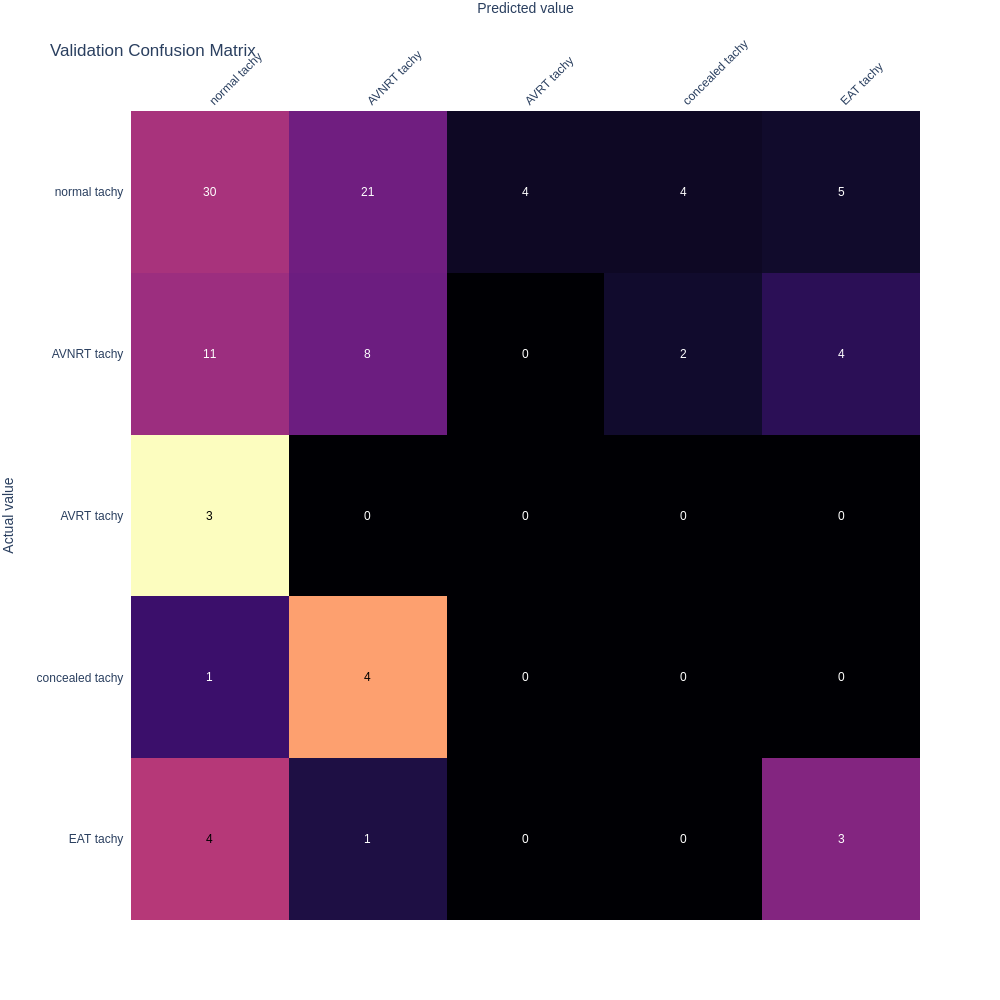 Predicted value
Validation Confusion Matrix
normal tachy AVNRT tachy AVRT tachy concealed tachy EAT tachy
normal tachy 30 21 4 4 5
AVNRT tachy 11 8 0 2 4
Actual value
AVRT tachy 3 0 0 0 0
concealed tachy 1 4 0 0 0
EAT tachy 4 1 0 0 3